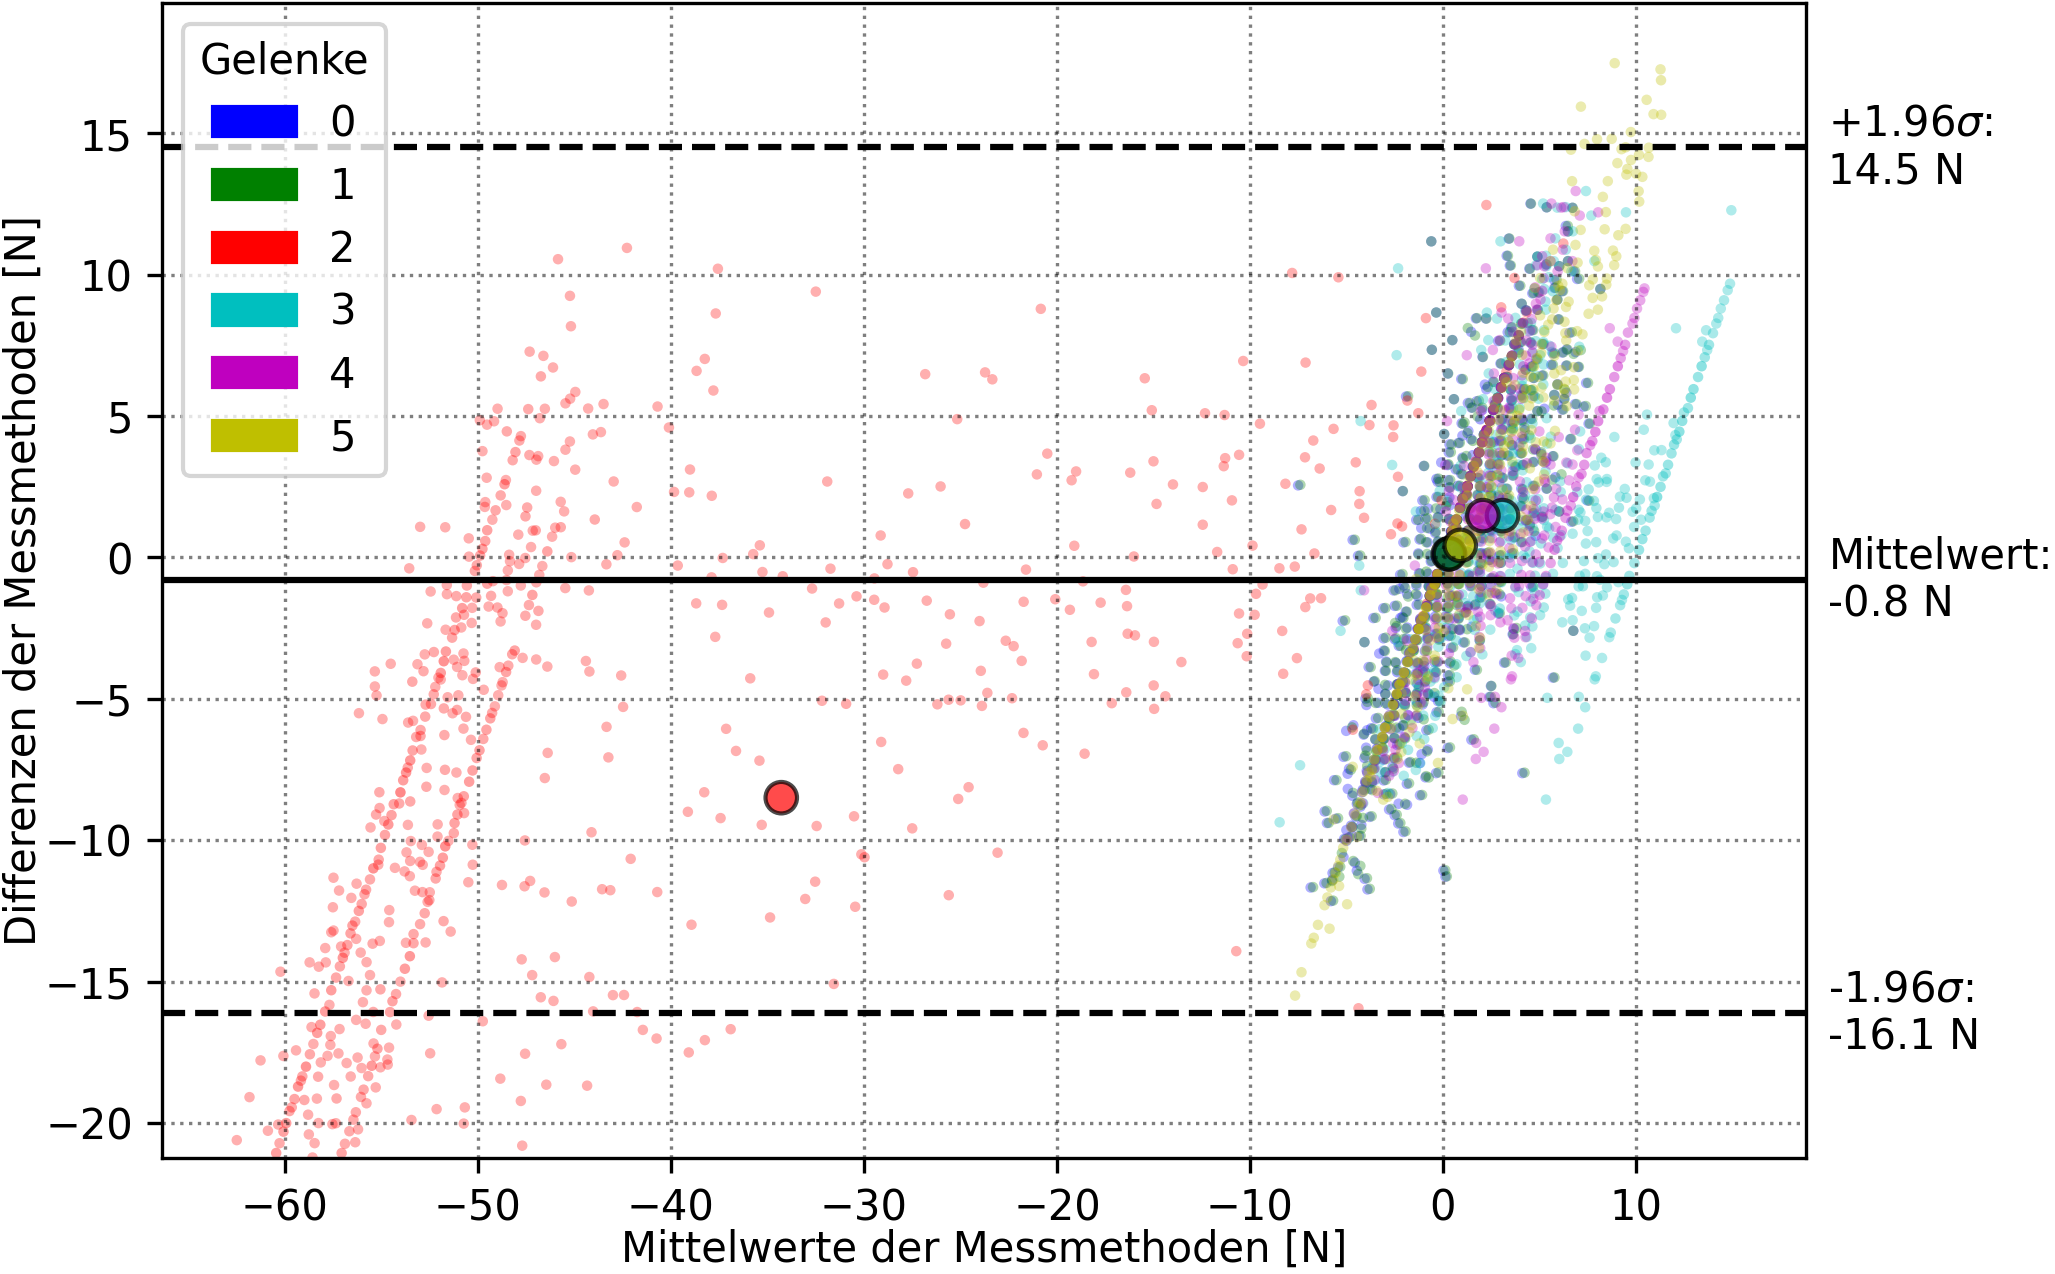 Gelenke
0
1
2
3
4
5
15
10
5
0
−5
−10
−15
−20
Differenzen der Messmethoden [N]
−60
−50
−40
−30
−20
−10
0
10
Mittelwerte der Messmethoden [N]
+1.96σ:
14.5 N
Mittelwert:
-0.8 N
-1.96σ:
-16.1 N